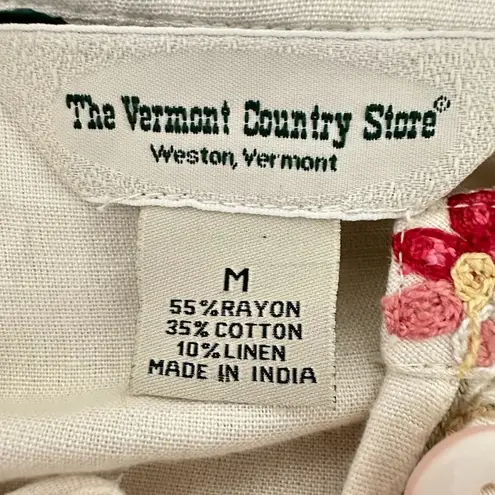 The Vermont Country Store®
Weston, Vermont
M
55%RAYON
35%COTTON
10%LINEN
MADE IN INDIA